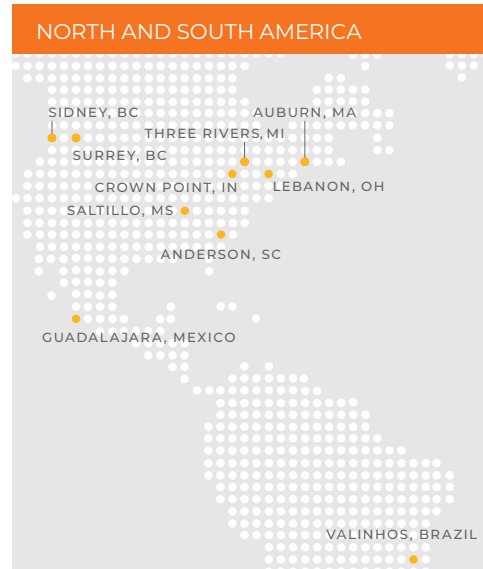 NORTH AND SOUTH AMERICA
SIDNEY, BC
AUBURN, MA
THREE RIVERS, MI
SURREY, BC
CROWN POINT, IN
LEBANON, OH
SALTILLO, MS
ANDERSON, SC
GUADALAJARA, MEXICO
VALINHOS, BRAZIL